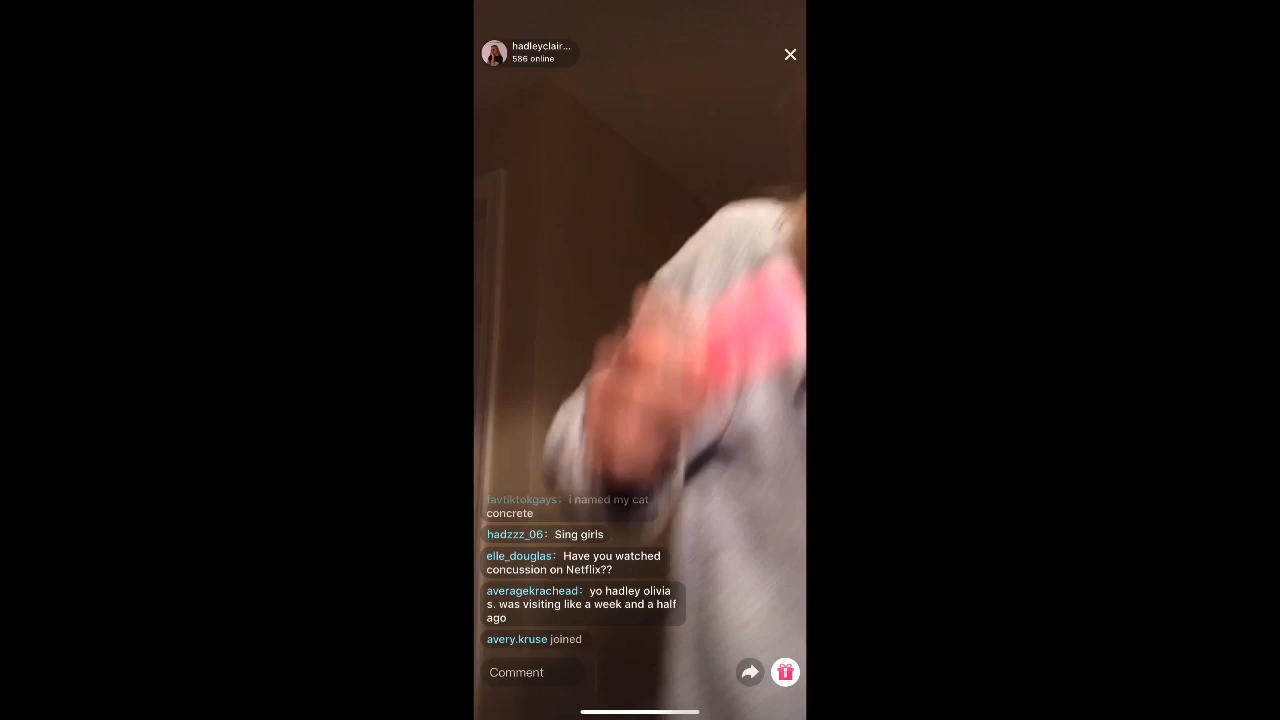 hadleyclair...
586 online
favtiktokgays: i named my cat
concrete
hadzzz_06: Sing girls
elle_douglas: Have you watched
concussion on Netflix??
averagekrachead: yo hadley olivia
s. was visiting like a week and a half
ago
avery.kruse joined
Comment